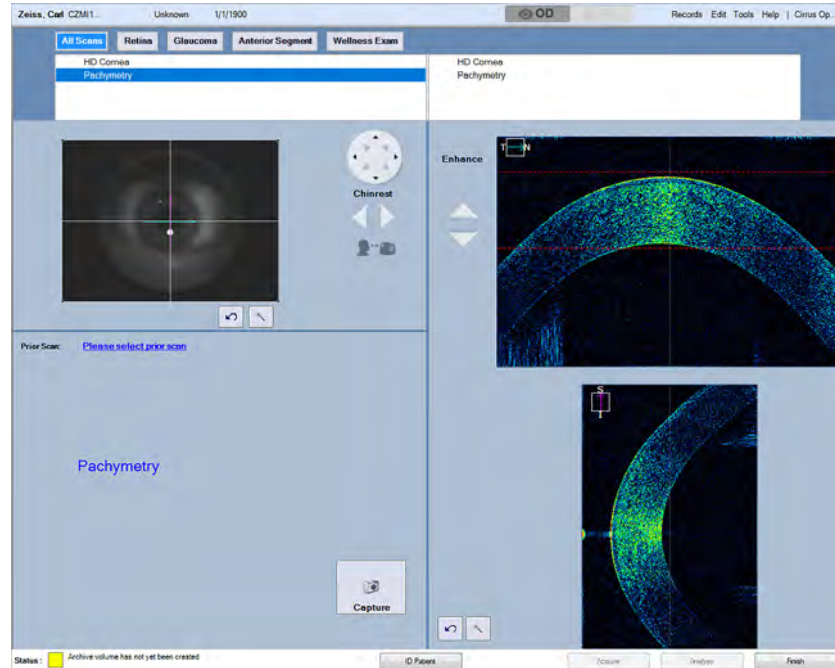 Zeiss, Carl CZMI1... Unknown 1/1/1900 OD Records Edit Tools Help | Cirrus Op...
All Scans Retina Glaucoma Anterior Segment Wellness Exam
HD Cornea
Pachymetry
HD Cornea
Pachymetry
Chinrest
Enhance
T N
Prior Scan: Please select prior scan
S
I
Pachymetry
Capture
Status : Archive volume has not yet been created
ID Patient Acquire Analyze Finish